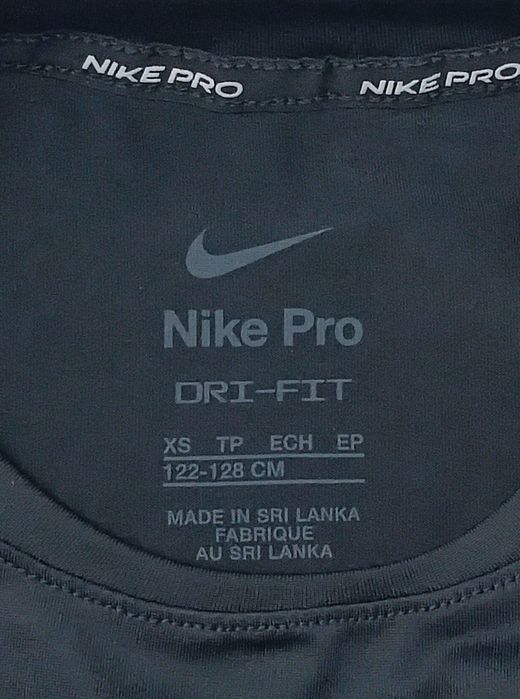 NIKE PRO NIKE PRO
Nike Pro
DRI-FIT
XS TP ECH EP
122-128 CM
MADE IN SRI LANKA
FABRIQUE
AU SRI LANKA